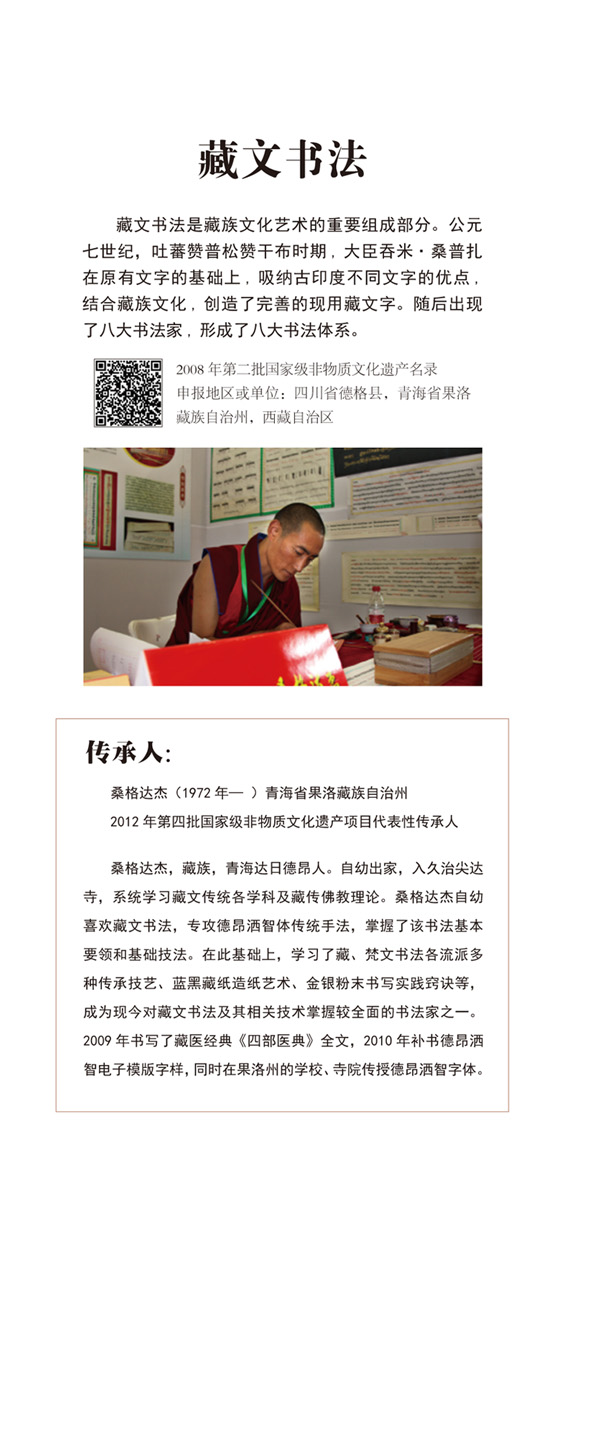 藏文书法
藏文书法是藏族文化艺术的重要组成部分。公元
七世纪，吐蕃赞普松赞干布时期，大臣吞米·桑普扎
在原有文字的基础上，吸纳古印度不同文字的优点，
结合藏族文化，创造了完善的现用藏文字。随后出现
了八大书法家，形成了八大书法体系。
2008 年第二批国家级非物质文化遗产名录
申报地区或单位：四川省德格县，青海省果洛
藏族自治州，西藏自治区
传承人：
桑格达杰（1972 年— ）青海省果洛藏族自治州
2012 年第四批国家级非物质文化遗产项目代表性传承人
桑格达杰，藏族，青海达日德昂人。自幼出家，入久治尖达
寺，系统学习藏文传统各学科及藏传佛教理论。桑格达杰自幼
喜欢藏文书法，专攻德昂洒智体传统手法，掌握了该书法基本
要领和基础技法。在此基础上，学习了藏、梵文书法各流派多
种传承技艺、蓝黑藏纸造纸艺术、金银粉末书写实践窍诀等，
成为现今对藏文书法及其相关技术掌握较全面的书法家之一。
2009 年书写了藏医经典《四部医典》全文，2010 年补书德昂洒
智电子模版字样，同时在果洛州的学校、寺院传授德昂洒智字体。